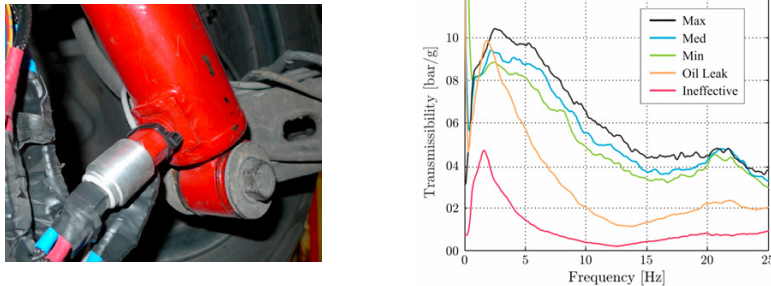 Transmissibility [bar/g]
10
08
06
04
02
00
Max
Med
Min
Oil Leak
Ineffective
0
5
10
15
20
25
Frequency [Hz]